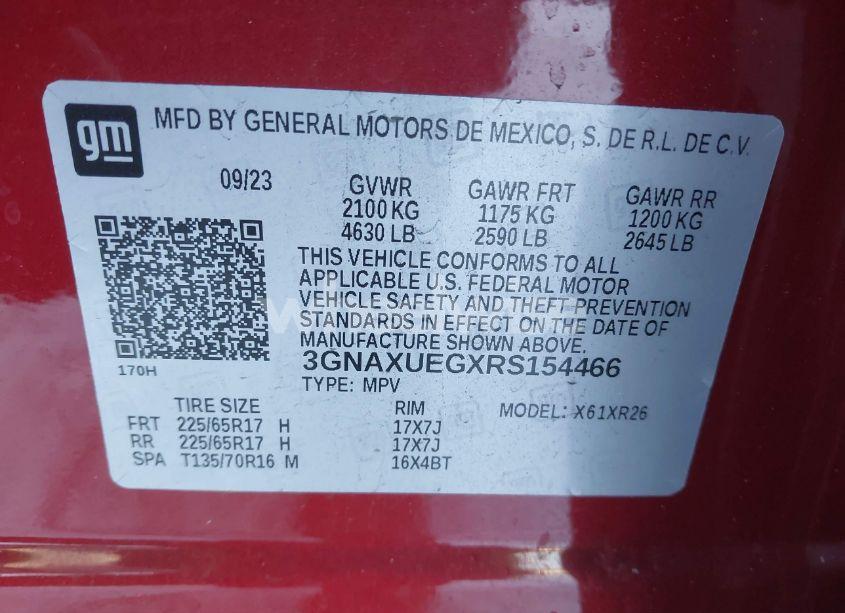 gm
MFD BY GENERAL MOTORS DE MEXICO, S. DE R.L. DE C.V.
09/23 GVWR GAWR FRT GAWR RR
2100 KG 1175 KG 1200 KG
4630 LB 2590 LB 2645 LB
THIS VEHICLE CONFORMS TO ALL
APPLICABLE U.S. FEDERAL MOTOR
VEHICLE SAFETY AND THEFT PREVENTION
STANDARDS IN EFFECT ON THE DATE OF
MANUFACTURE SHOWN ABOVE.
170H
3GNAXUEGXRS154466
TYPE: MPV
MODEL: X61XR26
TIRE SIZE RIM
FRT 225/65R17 H 17X7J
RR 225/65R17 H 17X7J
SPA T135/70R16 M 16X4BT